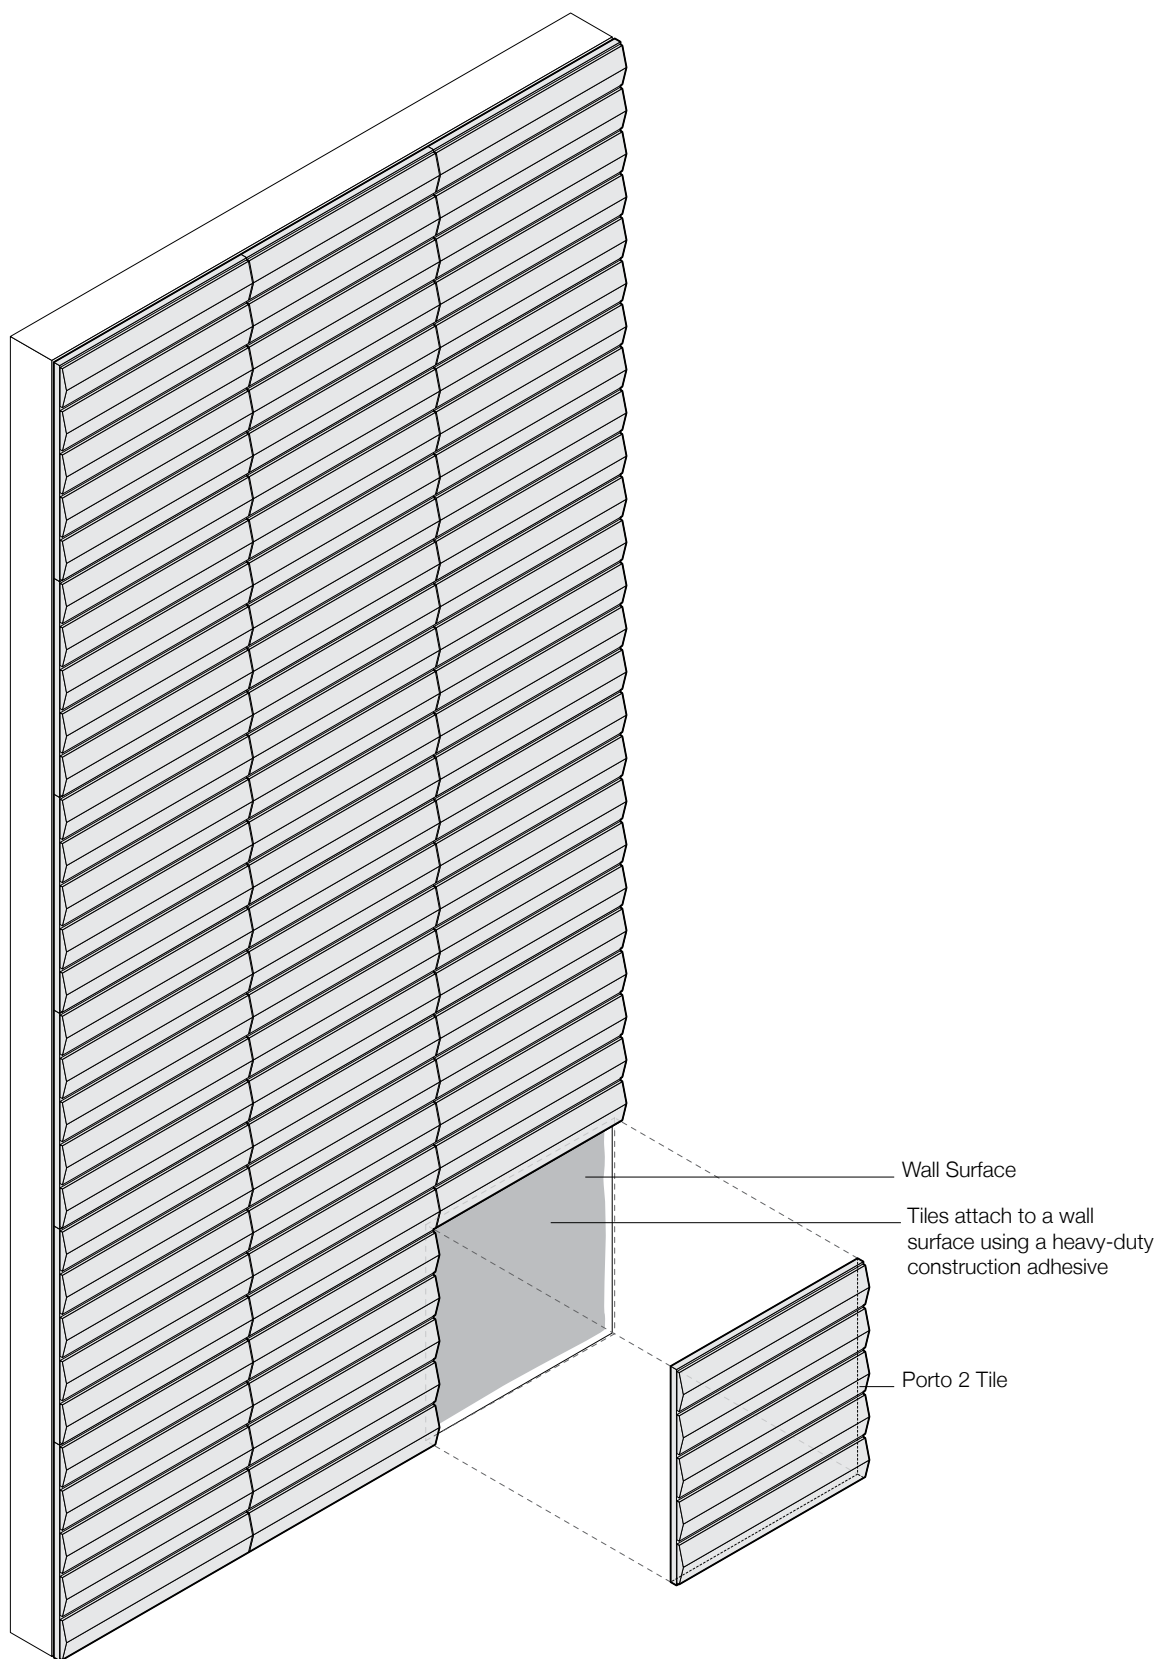 Wall Surface
Tiles attach to a wall
surface using a heavy-duty
construction adhesive
Porto 2 Tile